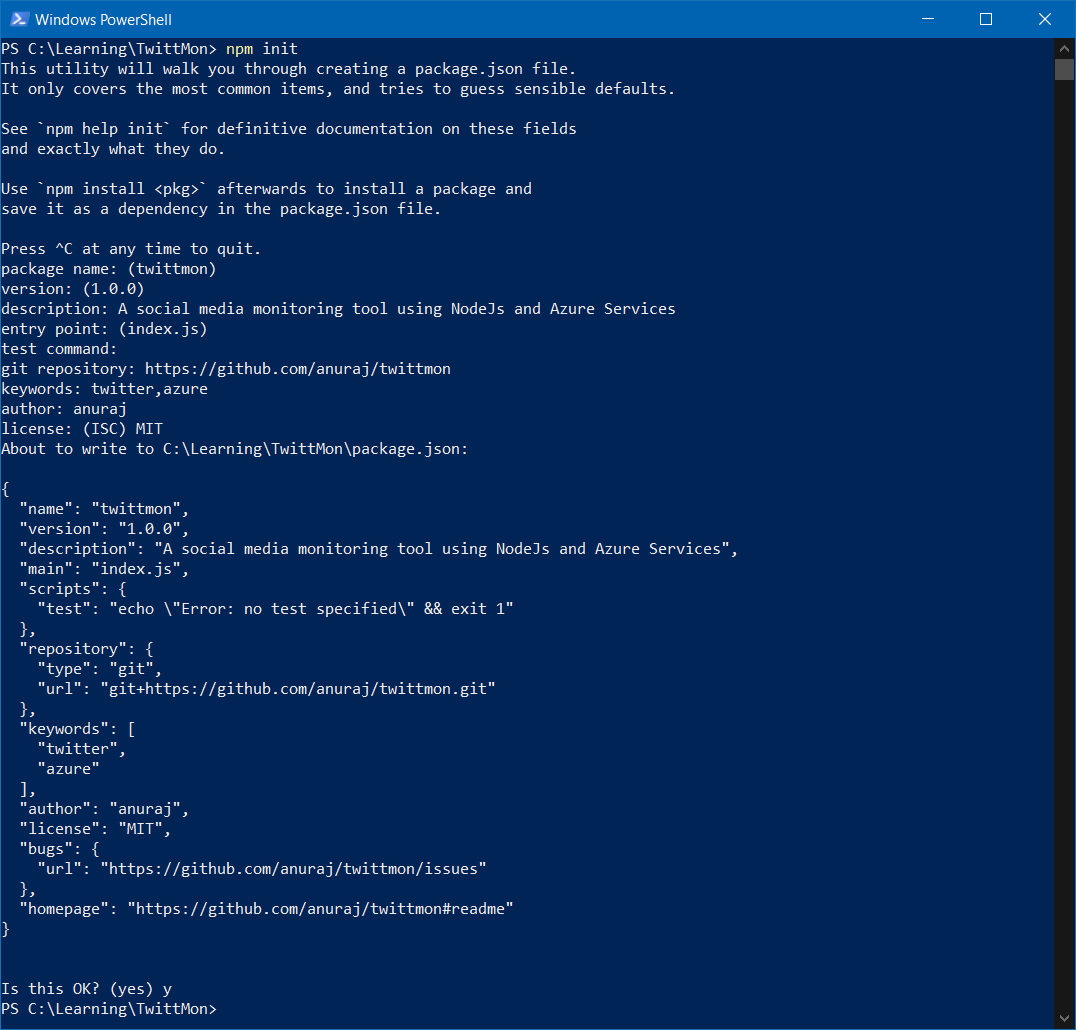 Windows PowerShell
PS C:\Learning\TwittMon> npm init
This utility will walk you through creating a package.json file.
It only covers the most common items, and tries to guess sensible defaults.

See `npm help init` for definitive documentation on these fields
and exactly what they do.

Use `npm install <pkg>` afterwards to install a package and
save it as a dependency in the package.json file.

Press ^C at any time to quit.
package name: (twittmon)
version: (1.0.0)
description: A social media monitoring tool using NodeJs and Azure Services
entry point: (index.js)
test command:
git repository: https://github.com/anuraj/twittmon
keywords: twitter,azure
author: anuraj
license: (ISC) MIT
About to write to C:\Learning\TwittMon\package.json:

{
  "name": "twittmon",
  "version": "1.0.0",
  "description": "A social media monitoring tool using NodeJs and Azure Services",
  "main": "index.js",
  "scripts": {
    "test": "echo \"Error: no test specified\" && exit 1"
  },
  "repository": {
    "type": "git",
    "url": "git+https://github.com/anuraj/twittmon.git"
  },
  "keywords": [
    "twitter",
    "azure"
  ],
  "author": "anuraj",
  "license": "MIT",
  "bugs": {
    "url": "https://github.com/anuraj/twittmon/issues"
  },
  "homepage": "https://github.com/anuraj/twittmon#readme"
}

Is this OK? (yes) y
PS C:\Learning\TwittMon>